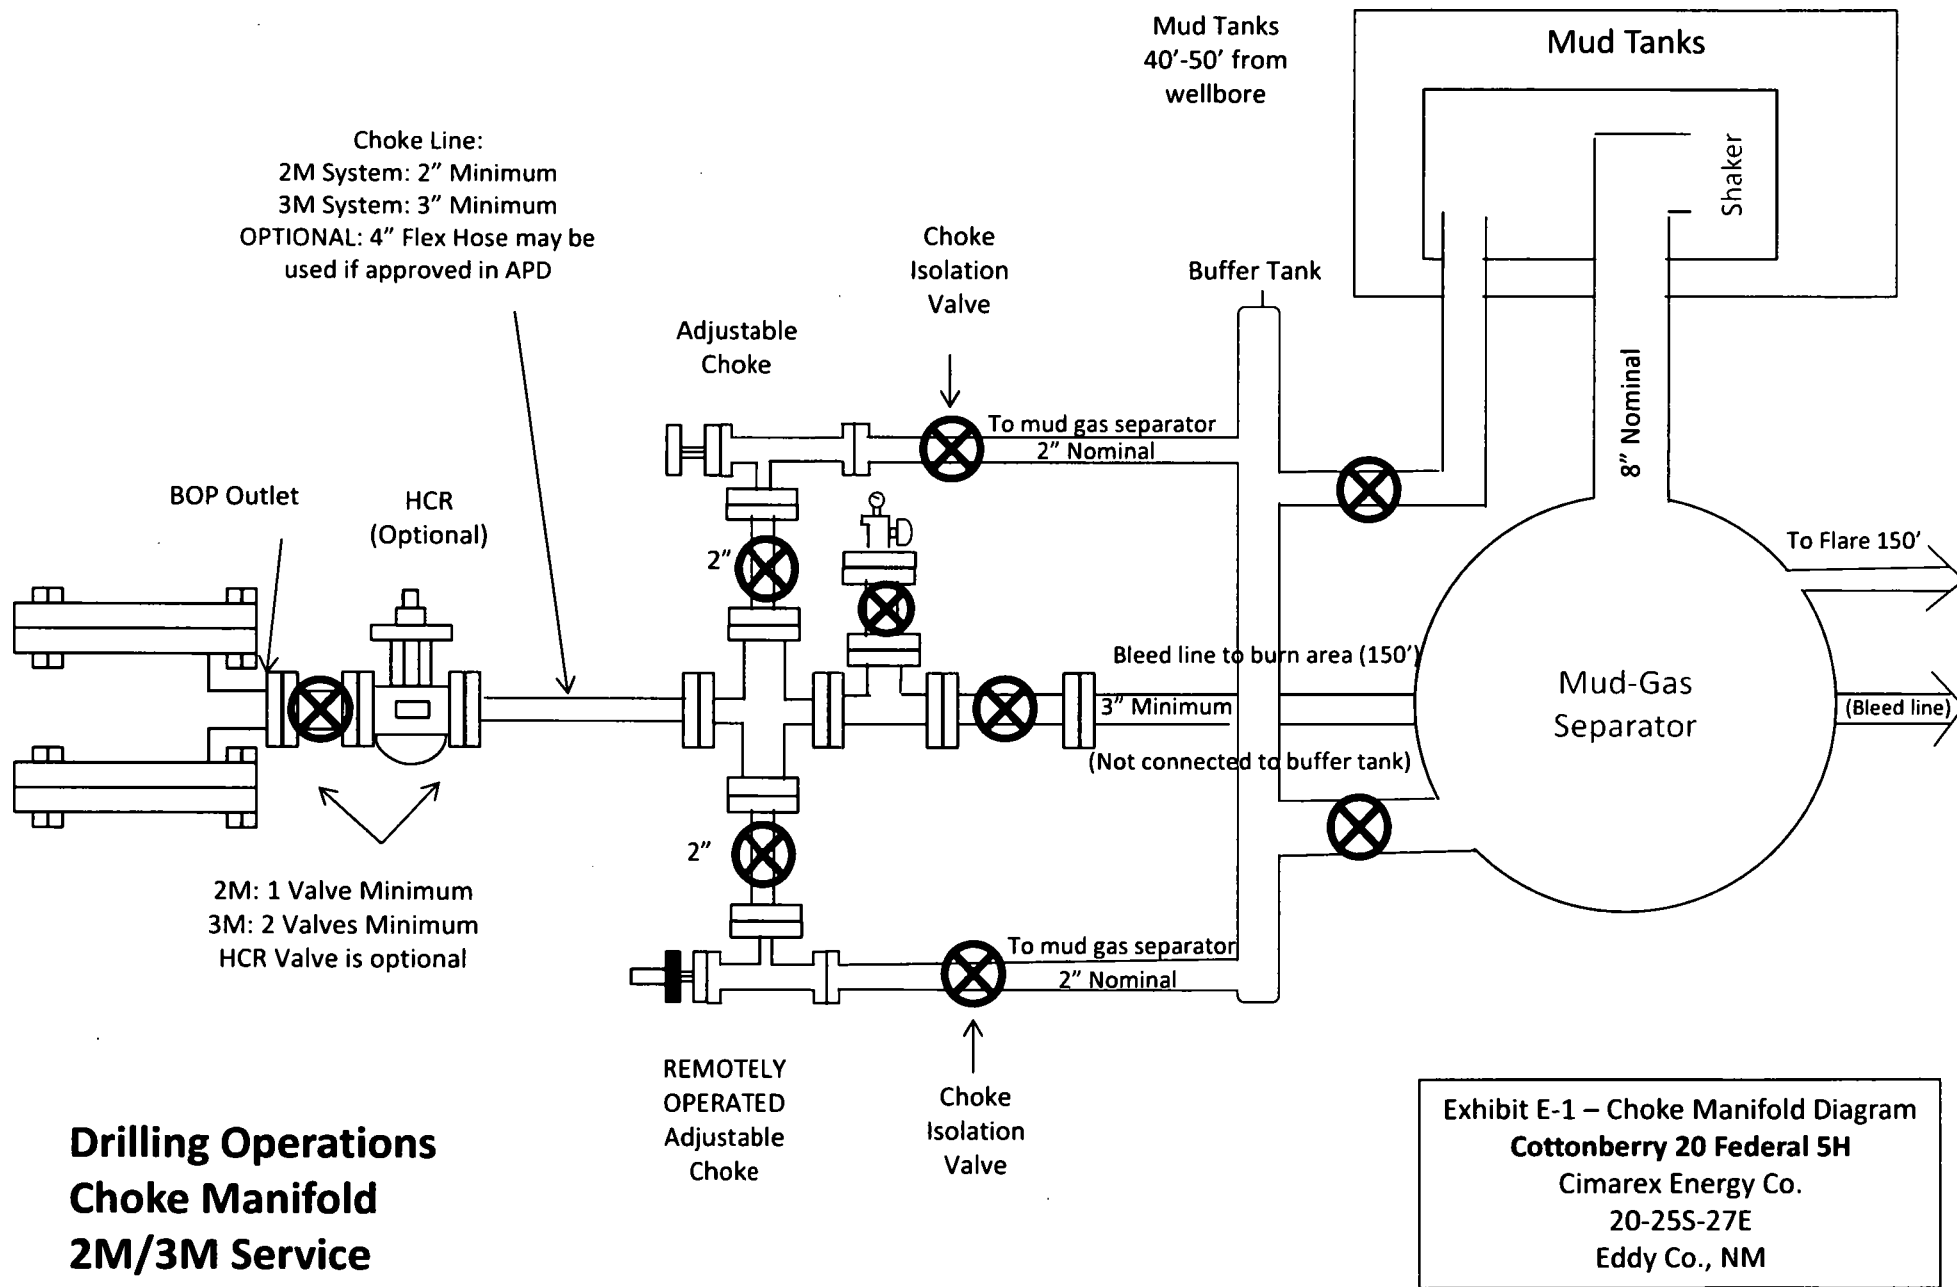 Mud Tanks
40'-50' from
wellbore
Mud Tanks
Shaker
Choke Line:
2M System: 2" Minimum
3M System: 3" Minimum
OPTIONAL: 4" Flex Hose may be
used if approved in APD
Choke
Isolation
Valve
Buffer Tank
Adjustable
Choke
8" Nominal
To mud gas separator
2" Nominal
BOP Outlet
HCR
(Optional)
2"
To Flare 150'
Bleed line to burn area (150')
3" Minimum
(Not connected to buffer tank)
Mud-Gas
Separator
(Bleed line)
2"
2M: 1 Valve Minimum
3M: 2 Valves Minimum
HCR Valve is optional
To mud gas separator
2" Nominal
REMOTELY
OPERATED
Adjustable
Choke
Choke
Isolation
Valve
Drilling Operations
Choke Manifold
2M/3M Service
Exhibit E-1 – Choke Manifold Diagram
Cottonberry 20 Federal 5H
Cimarex Energy Co.
20-25S-27E
Eddy Co., NM